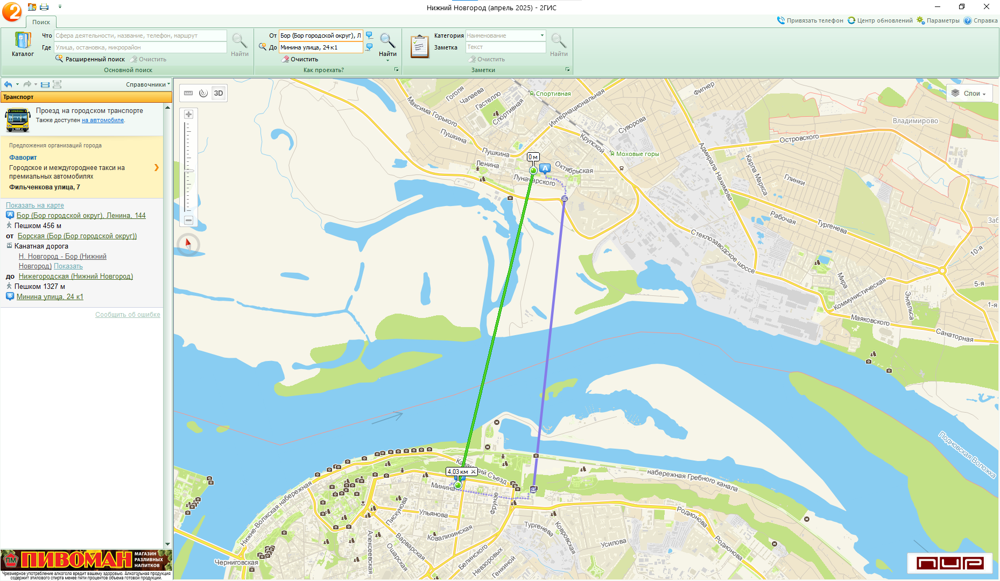 Нижний Новгород (апрель 2025) - 2ГИС
2
Поиск
Привязать телефон
Центр обновлений
Параметры
Справка
Каталог
Что
Сфера деятельности, название, телефон, маршрут
Где
Улица, остановка, микрорайон
Расширенный поиск
Очистить
Найти
Основной поиск
От
Бор (Бор городской округ), Л
До
Минина улица, 24 к1
Очистить
Найти
Как проехать?
Категория
Наименование
Заметка
Текст
Очистить
Найти
Заметки
Справочники
Транспорт
Проезд на городском транспорте
Также доступен на автомобиле.
Предложения организаций города
Фаворит
Городское и междугороднее такси на
премиальных автомобилях
Фильченкова улица, 7
Показать на карте
A Бор (Бор городской округ), Ленина, 144
Пешком 456 м
от Борская (Бор (Бор городской округ))
Канатная дорога
Н. Новгород - Бор (Нижний
Новгород) Показать
до Нижегородская (Нижний Новгород)
Пешком 1327 м
B Минина улица, 24 к1
Сообщить об ошибке
ПМ
ПИВОМАН
МАГАЗИН
РАЗЛИВНЫХ
НАПИТКОВ
Чрезмерное употребление алкоголя вредит вашему здоровью. Алкогольная продукция
содержит этилового спирта менее пяти процентов объема готовой продукции.
3D
Слои
Гоголя
Чапаева
Гастелло
Спортивная
Спортивная
Интернациональная
Фигнер
Максима Горького
Пушкина
Суворова
Владимирово
Крупской
Островского
Пушкина
Моховые горы
Адмирала Нахимова
0 м
A
Ленина
Октябрьская
Карла Маркса
Луначарского
Глинки
Рабочая
Тургенева
Заб
Стеклозаводское шоссе
10-я
Мира
Коммунистическая
5-я
Энгельса
1-я
Маяковского
Санаторная
Подновская Воложка
4,03 км
Казанский Съезд
Минина
набережная Гребного канала
Нижне-Волжская набережная
Пискунова
Ульянова
Фрунзе
Родионова
Тургенева
Ковровская
Ковалихинская
Алексеевская
Ошарская
Варварская
Белинского
Невзоровых
Генкиной
Усилова
Родионова
Черниговская